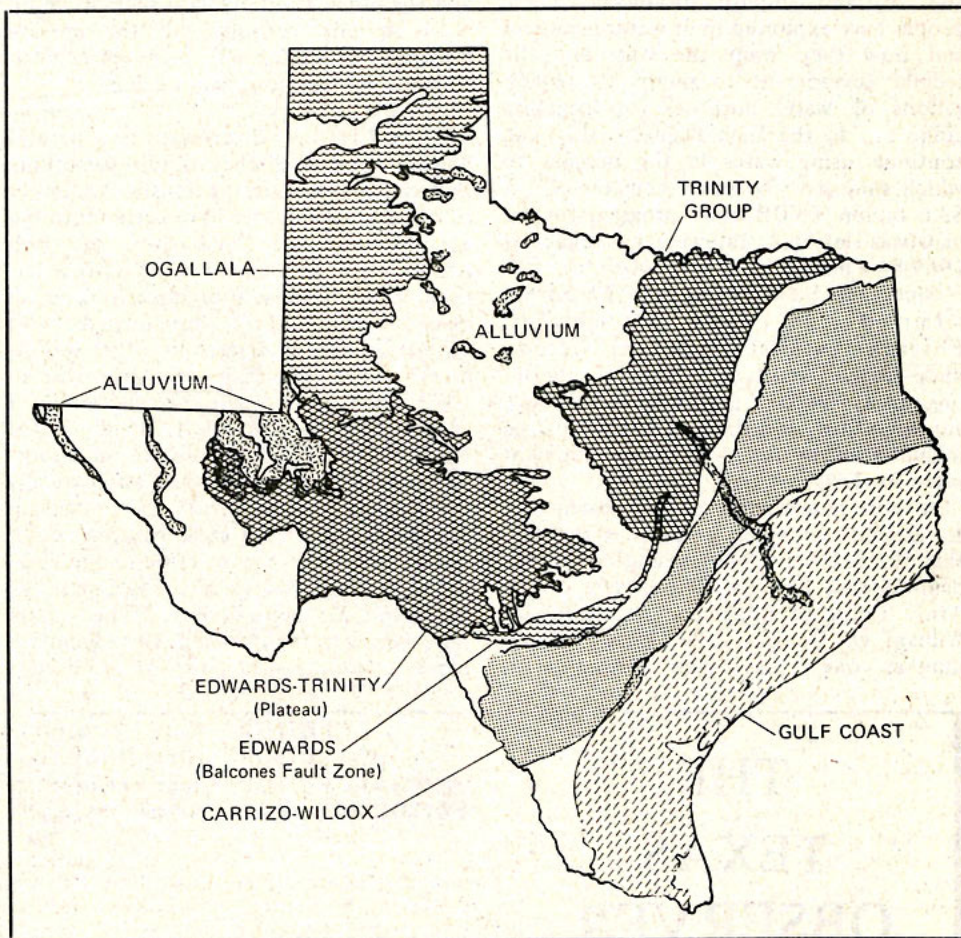 TRINITY
GROUP
OGALLALA
ALLUVIUM
ALLUVIUM
EDWARDS-TRINITY
(Plateau)
EDWARDS
(Balcones Fault Zone)
CARRIZO-WILCOX
GULF COAST